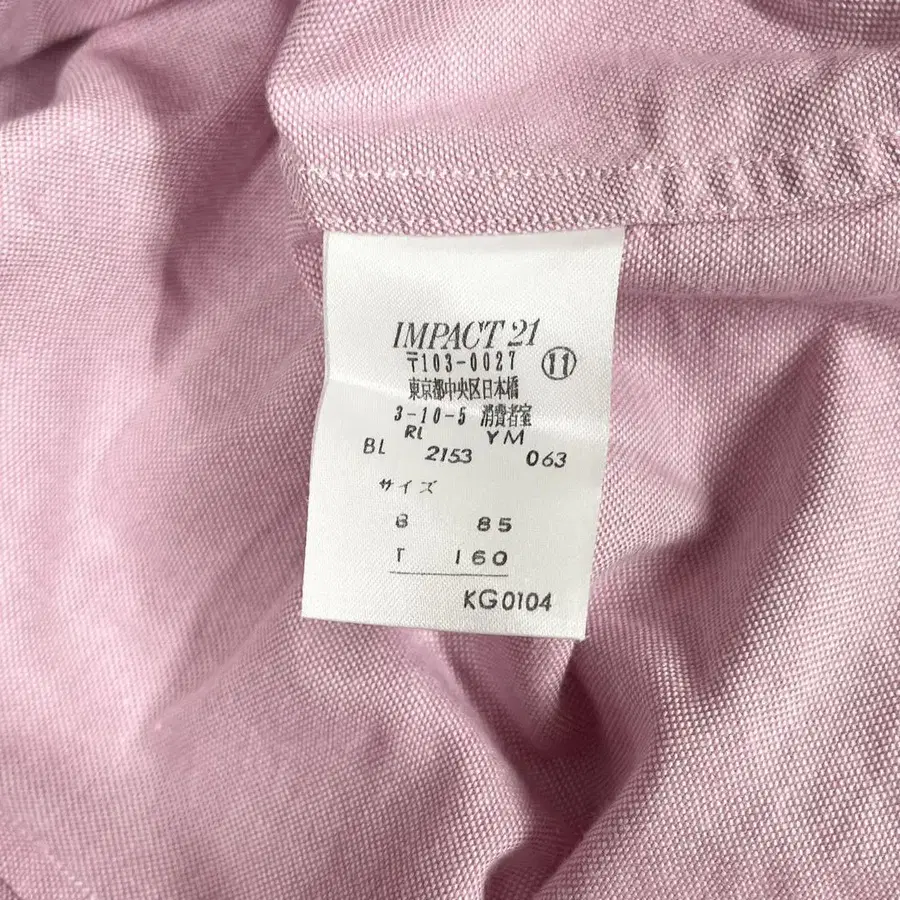 IMPACT 21
〒103-0027 ⑪
東京都中央区日本橋
3-10-5 消費者室
RL YM
BL 2153 063
サイズ
B 85
T 160
KG0104